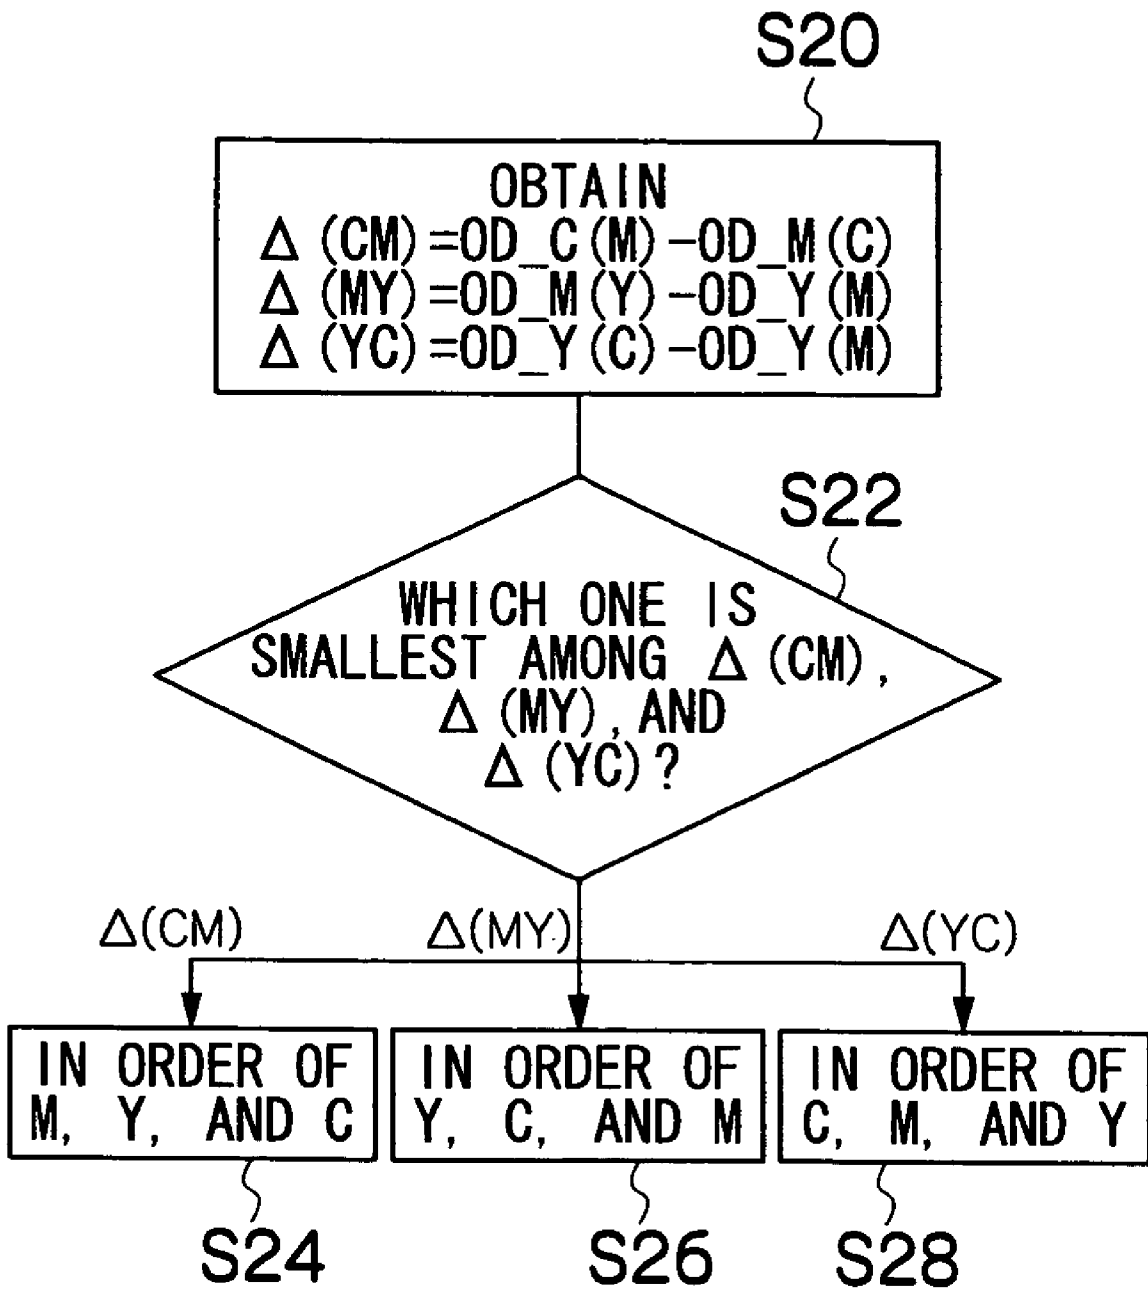 S20
OBTAIN
Δ(CM)=OD_C(M)-OD_M(C)
Δ(MY)=OD_M(Y)-OD_Y(M)
Δ(YC)=OD_Y(C)-OD_Y(M)
S22
WHICH ONE IS
SMALLEST AMONG Δ(CM),
Δ(MY), AND
Δ(YC)?
Δ(CM) Δ(MY) Δ(YC)
IN ORDER OF
M, Y, AND C
IN ORDER OF
Y, C, AND M
IN ORDER OF
C, M, AND Y
S24 S26 S28